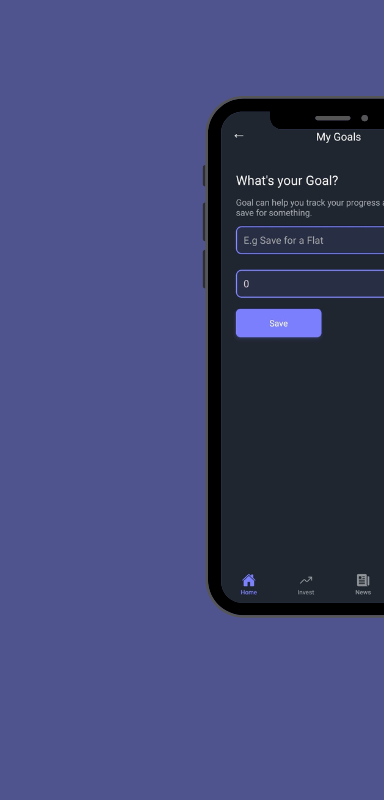 My Goals
What's your Goal?
Goal can help you track your progress
save for something.
E.g Save for a Flat
0
Save
Home
Invest
News